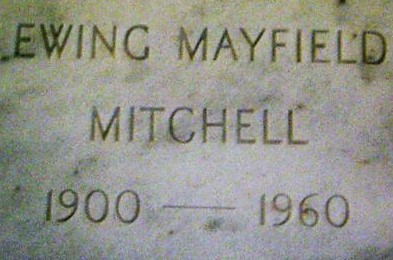 EWING MAYFIELD
MITCHELL
1900 — 1960